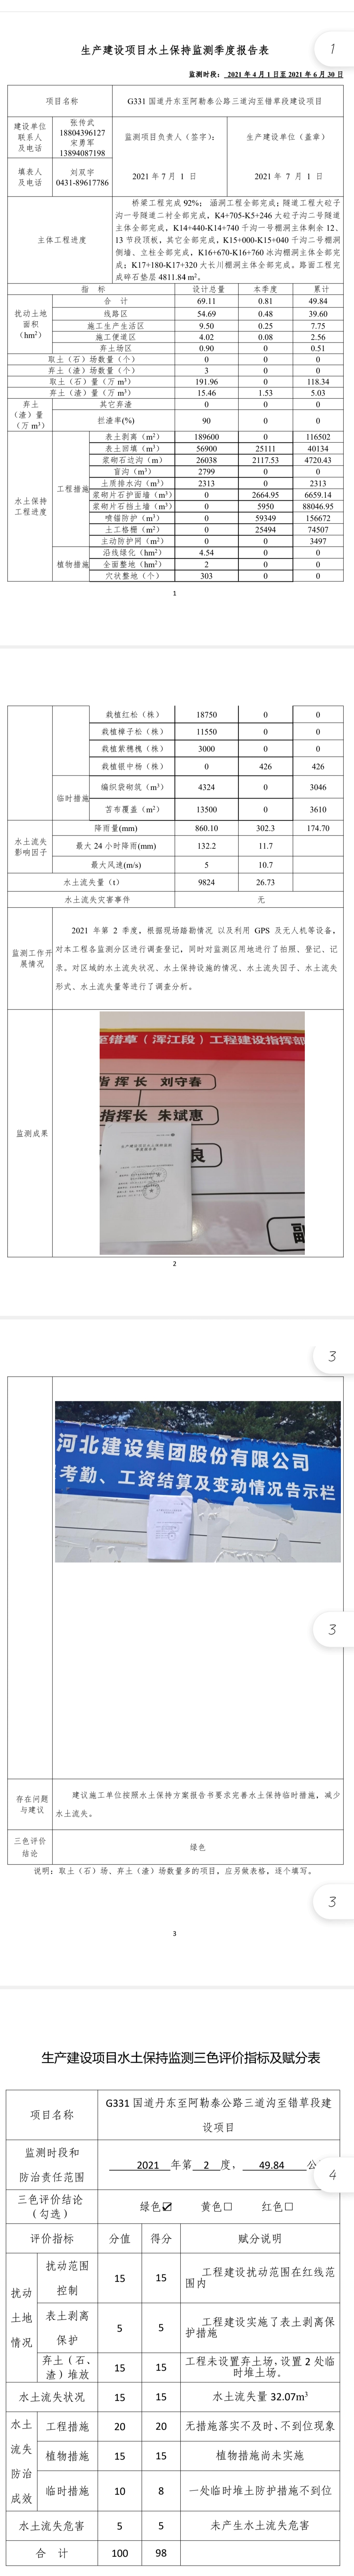 1
生产建设项目水土保持监测季度报告表
监测时段： 2021 年 4 月 1 日至 2021 年 6 月 30 日
项目名称 G331 国道丹东至阿勒泰公路三道沟至错草段建设项目
建设单位联系人及电话 张传武 18804396127 宋勇军 13894087198 监测项目负责人（签字）： 生产建设单位（盖章）
填表人及电话 刘双宇 0431-89617786 2021 年 7 月 1 日 2021 年 7 月 1 日
主体工程进度
桥梁工程完成 92%； 涵洞工程全部完成；隧道工程大砬子
沟一号隧道二衬全部完成，K4+705-K5+246 大砬子沟二号隧道
主体全部完成，K14+440-K14+740 千沟一号棚洞主体剩余 12、
13 节段顶板，其它全部完成，K15+000-K15+040 千沟二号棚洞
侧墙、立柱全部完成，K16+670-K16+760 冰沟棚洞主体全部完
成；K17+180-K17+320 大长川棚洞主体全部完成。路面工程完
成碎石垫层 4811.84 m²。
指 标 设计总量 本季度 累计
扰动土地面积（hm²） 合 计 69.11 0.81 49.84
线路区 54.69 0.48 39.60
施工生产生活区 9.50 0.25 7.75
施工便道区 4.02 0.08 2.56
弃土场区 0.90 0 0.51
取土（石）场数量（个） 0 0 0
弃土（渣）场数量（个） 3 0 0
取土（石）量（万 m³） 191.96 0 118.34
弃土（渣）量（万 m³） 15.46 1.53 5.03
弃土（渣）量（万 m³） 其它弃渣 0 0 0
拦渣率(%) 90 0 0
水土保持工程进度 工程措施 表土剥离（m²） 189600 0 116502
表土回填（m³） 56900 25111 40134
浆砌石边沟（m） 26038 2117.53 4720.43
盲沟（m³） 2799 0 0
土质排水沟（m³） 2313 0 2313
浆砌片石护面墙（m³） 0 2664.95 6659.14
浆砌片石挡土墙（m³） 0 5950 88046.95
喷锚防护（m³） 0 59349 156672
土工格栅（m²） 0 25494 74507
主动防护网（m²） 0 0 3497
植物措施 沿线绿化（hm²） 4.54 0 0
全面整地（hm²） 2 0 0
穴状整地（个） 303 0 0
1
栽植红松（株） 18750 0 0
栽植樟子松（株） 11550 0 0
栽植紫穗槐（株） 3000 0 0
栽植银中杨（株） 0 426 426
临时措施 编织袋砌筑（m³） 4324 0 3046
苫布覆盖（m²） 13500 0 3610
水土流失影响因子 降雨量(mm) 860.10 302.3 174.70
最大 24 小时降雨(mm) 132.2 11.7
最大风速(m/s) 5 10.7
水土流失量（t） 9824 26.73
水土流失灾害事件 无
监测工作开展情况
2021 年第 2 季度，根据现场踏勘情况 以及利用 GPS 及无人机等设备，
对本工程各监测分区进行调查登记，同时对监测区用地进行了拍照、登记、记
录。对区域的水土流失状况、水土保持设施的情况、水土流失因子、水土流失
形式、水土流失量等进行了调查分析。
监测成果
至错草（浑江段）工程建设指挥部
指挥长 刘守春
指挥长 朱斌惠
良
副
2
3
河北建设集团股份有限公司
考勤、工资结算及变动情况告示栏
3
存在问题与建议
建议施工单位按照水土保持方案报告书要求完善水土保持临时措施，减少
水土流失。
三色评价结论 绿色
说明：取土（石）场、弃土（渣）场数量多的项目，应另做表格，逐个填写。
3
3
生产建设项目水土保持监测三色评价指标及赋分表
项目名称 G331 国道丹东至阿勒泰公路三道沟至错草段建设项目
监测时段和防治责任范围 2021 年第 2 度， 49.84 公
4
三色评价结论（勾选） 绿色☑ 黄色□ 红色□
评价指标 分值 得分 赋分说明
扰动土地情况 扰动范围控制 15 15 工程建设扰动范围在红线范围内
表土剥离保护 5 5 工程建设实施了表土剥离保护措施
弃土（石、渣）堆放 15 15 工程未设置弃土场，设置 2 处临时堆土场。
水土流失状况 15 15 水土流失量 32.07m³
水土流失防治成效 工程措施 20 20 无措施落实不及时、不到位现象
植物措施 15 15 植物措施尚未实施
临时措施 10 8 一处临时堆土防护措施不到位
水土流失危害 5 5 未产生水土流失危害
合 计 100 98